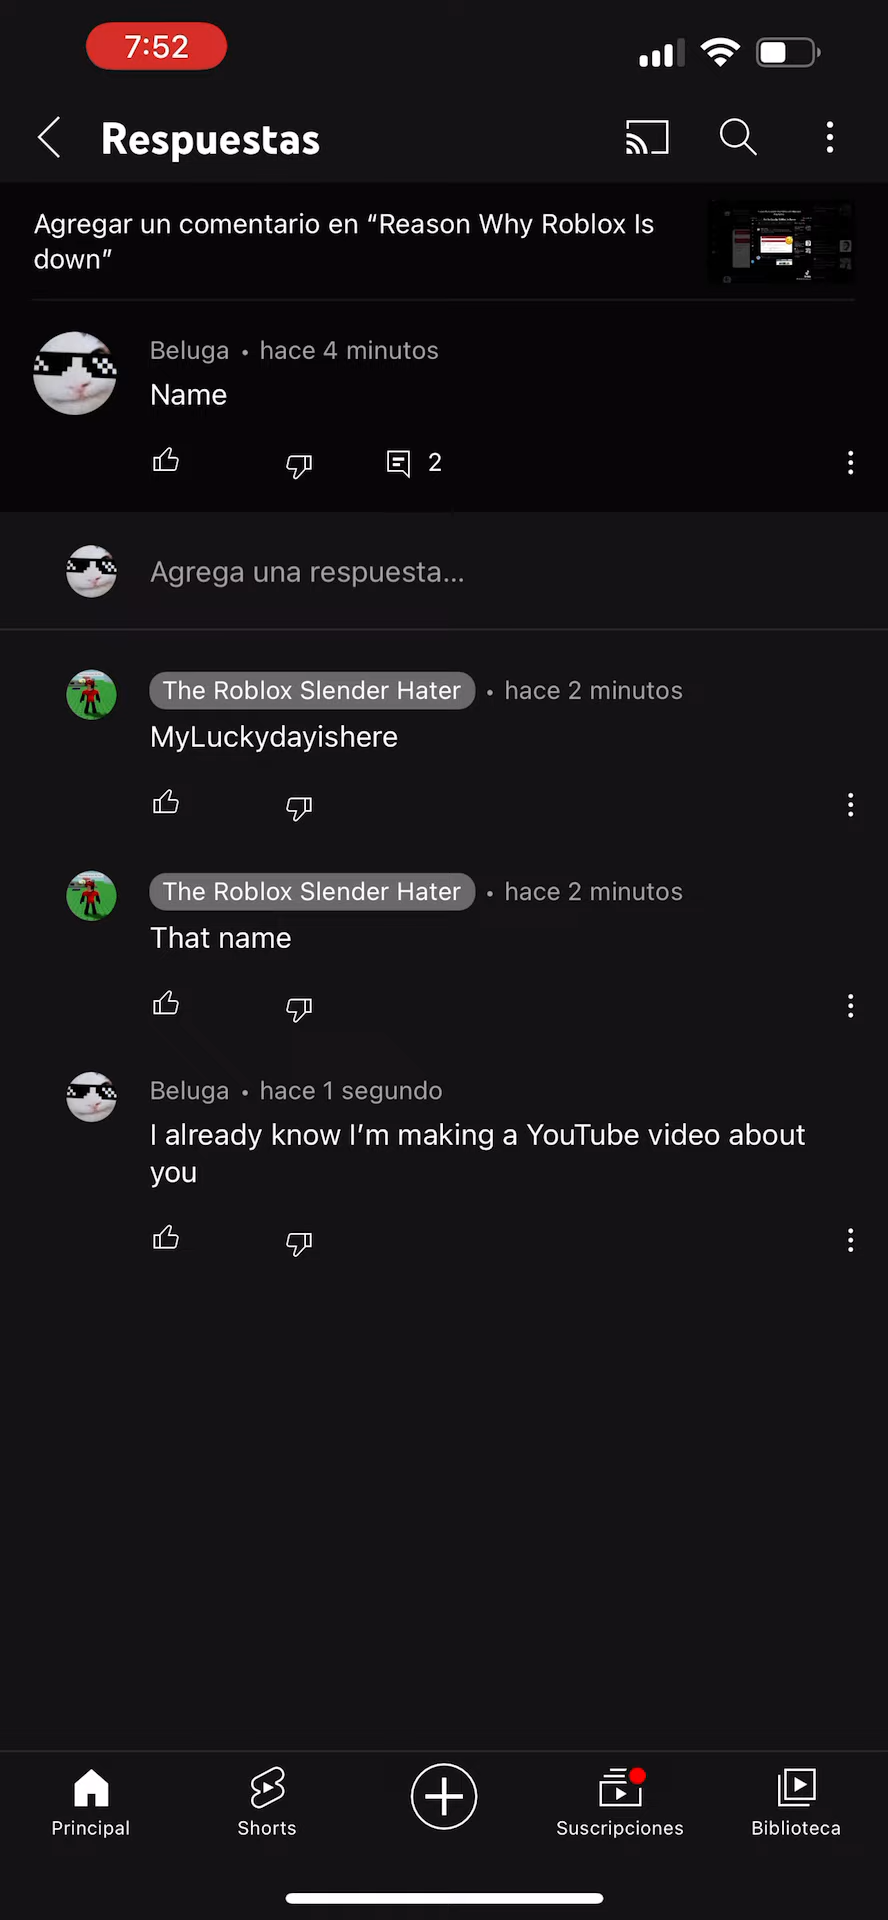 7:52
Respuestas
Agregar un comentario en “Reason Why Roblox Is
down”
Beluga • hace 4 minutos
Name
2
Agrega una respuesta...
The Roblox Slender Hater • hace 2 minutos
MyLuckydayishere
The Roblox Slender Hater • hace 2 minutos
That name
Beluga • hace 1 segundo
I already know I’m making a YouTube video about
you
Principal
Shorts
Suscripciones
Biblioteca